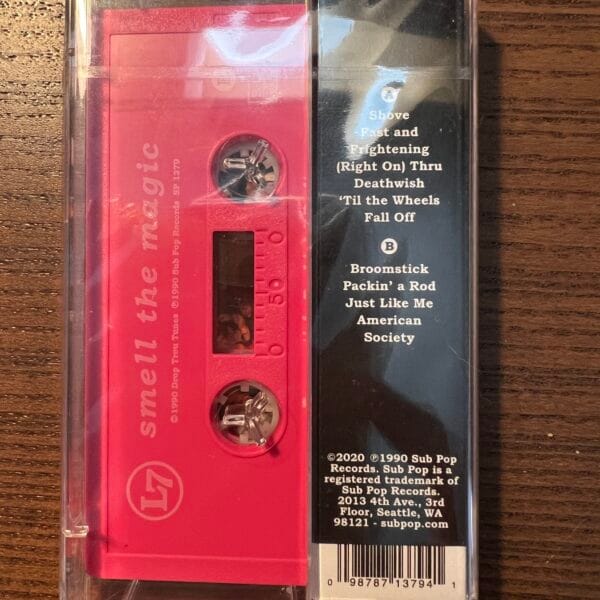 B
smell the magic
©1990 Drop Trou Tunes ℗1990 Sub Pop Records SP 1379
L7
0 50 0
A
Shove
Fast and
Frightening
(Right On) Thru
Deathwish
‘Til the Wheels
Fall Off
B
Broomstick
Packin' a Rod
Just Like Me
American
Society
©2020 ℗1990 Sub Pop
Records. Sub Pop is a
registered trademark of
Sub Pop Records.
2013 4th Ave., 3rd
Floor, Seattle, WA
98121 - subpop.com
0 98787 13794 1